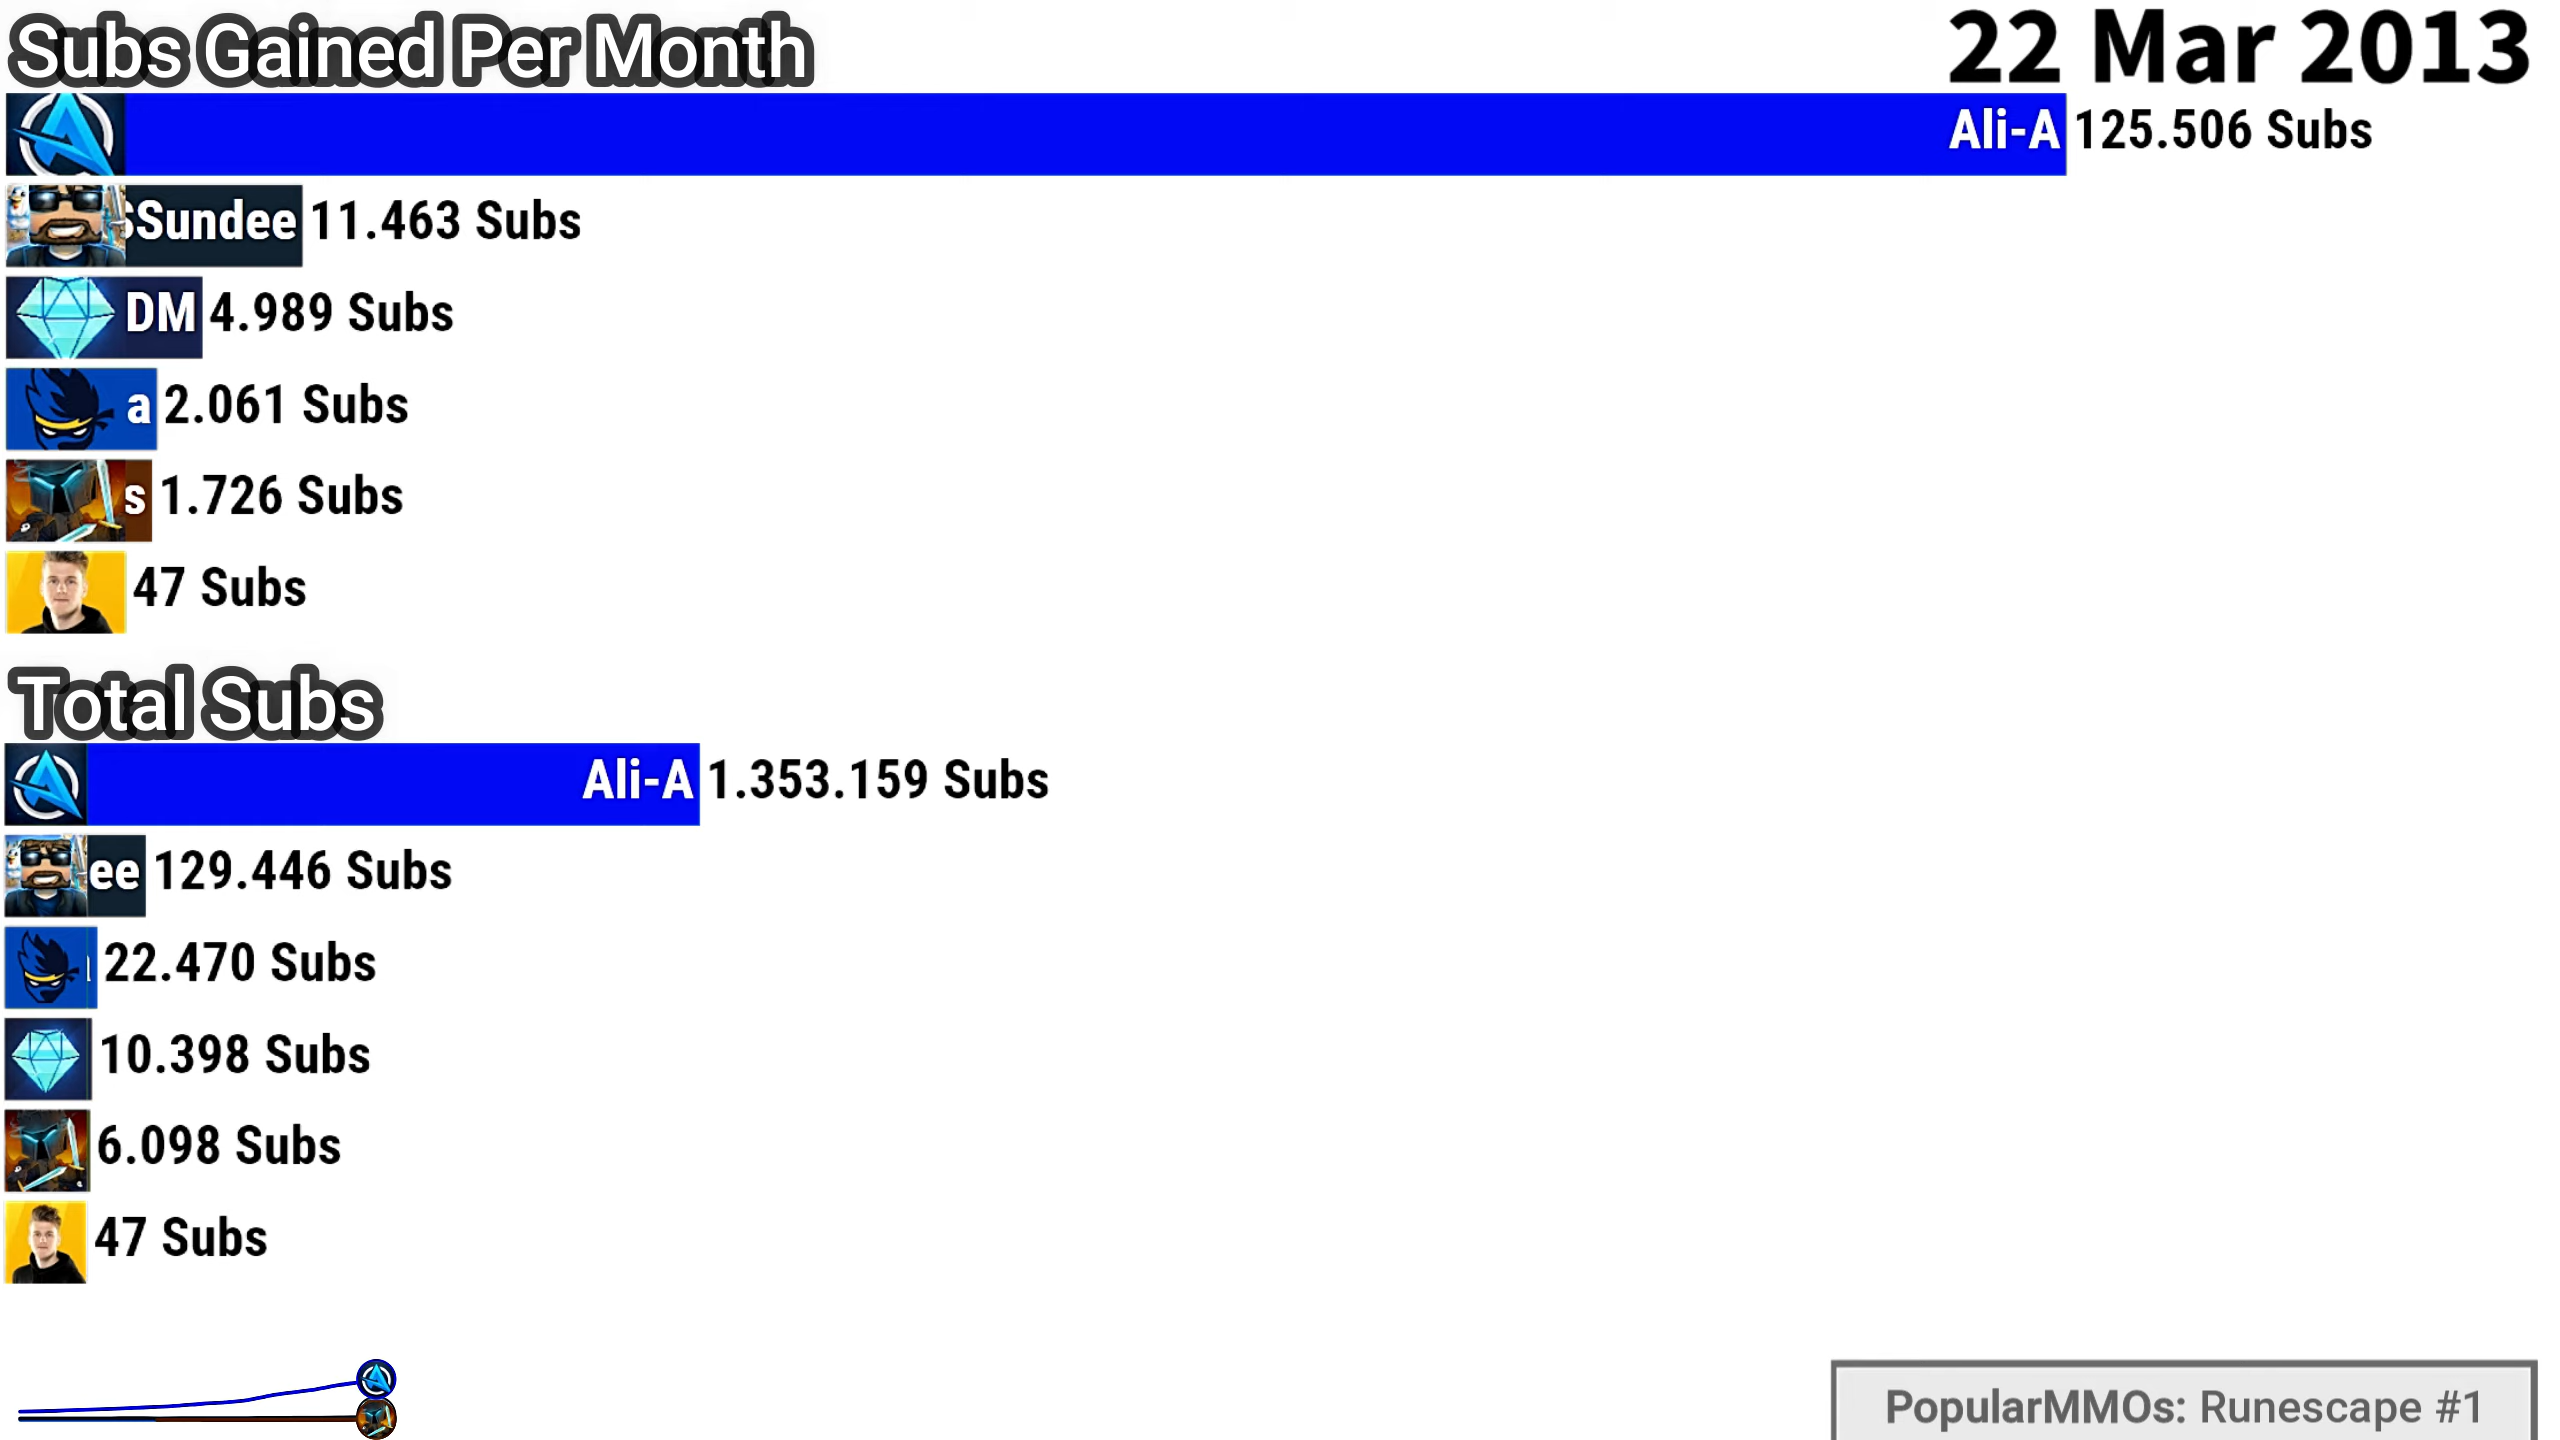 Subs Gained Per Month
22 Mar 2013
Ali-A 125.506 Subs
SSundee 11.463 Subs
DM 4.989 Subs
a 2.061 Subs
s 1.726 Subs
47 Subs
Total Subs
Ali-A 1.353.159 Subs
ee 129.446 Subs
22.470 Subs
10.398 Subs
6.098 Subs
47 Subs
PopularMMOs: Runescape #1